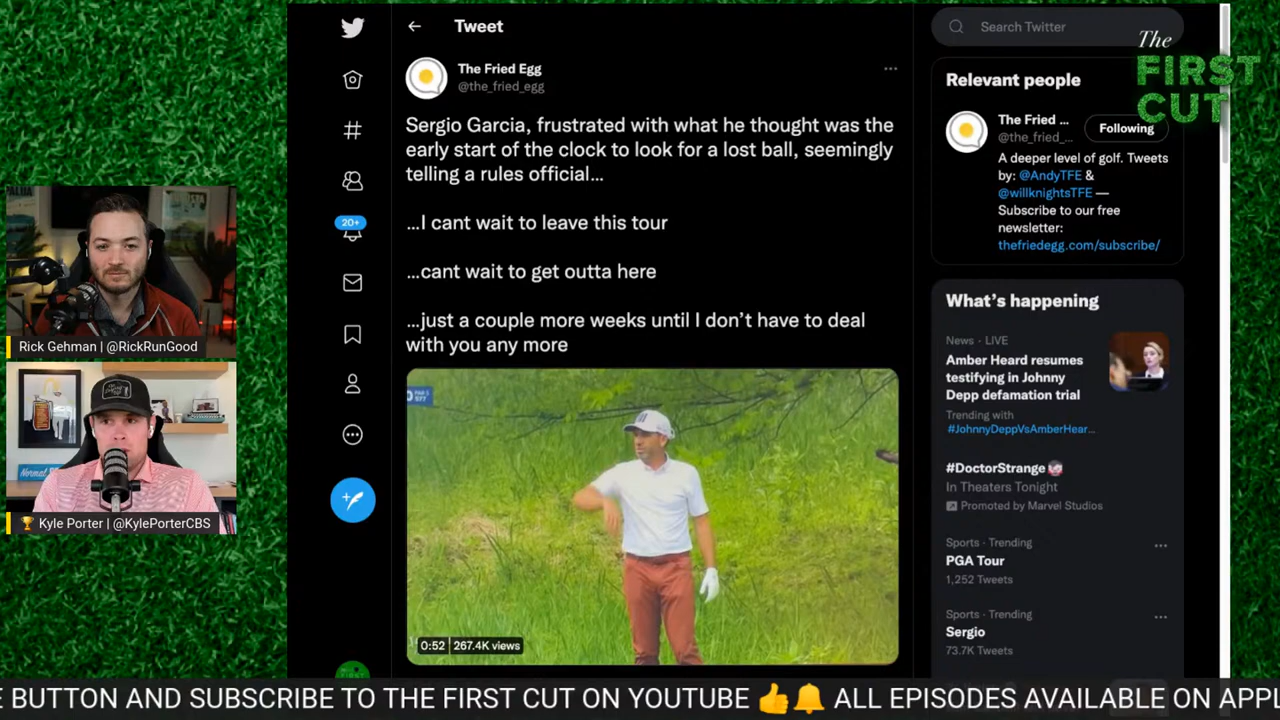 Tweet
The Fried Egg
@the_fried_egg
Sergio Garcia, frustrated with what he thought was the
early start of the clock to look for a lost ball, seemingly
telling a rules official...
...I cant wait to leave this tour
...cant wait to get outta here
...just a couple more weeks until I don't have to deal
with you any more
PAR 5
577
0:52 267.4K views
20+
Search Twitter
The
FIRST
CUT
Relevant people
The Fried ...
@the_fried_...
Following
A deeper level of golf. Tweets
by: @AndyTFE &
@willknightsTFE —
Subscribe to our free
newsletter:
thefriedegg.com/subscribe/
What's happening
News · LIVE
Amber Heard resumes
testifying in Johnny
Depp defamation trial
Trending with
#JohnnyDeppVsAmberHear...
#DoctorStrange
In Theaters Tonight
Promoted by Marvel Studios
Sports · Trending
PGA Tour
1,252 Tweets
Sports · Trending
Sergio
73.7K Tweets
Rick Gehman | @RickRunGood
Kyle Porter | @KylePorterCBS
E BUTTON AND SUBSCRIBE TO THE FIRST CUT ON YOUTUBE 👍🔔 ALL EPISODES AVAILABLE ON APPL